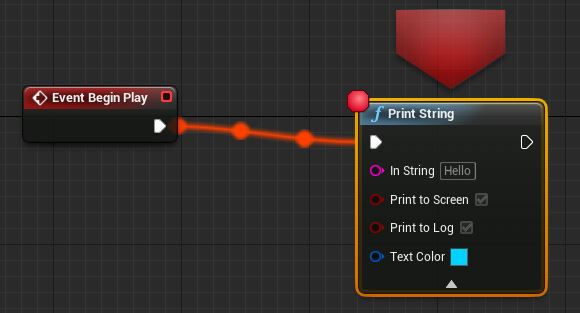 Event Begin Play
Print String
In String Hello
Print to Screen
Print to Log
Text Color